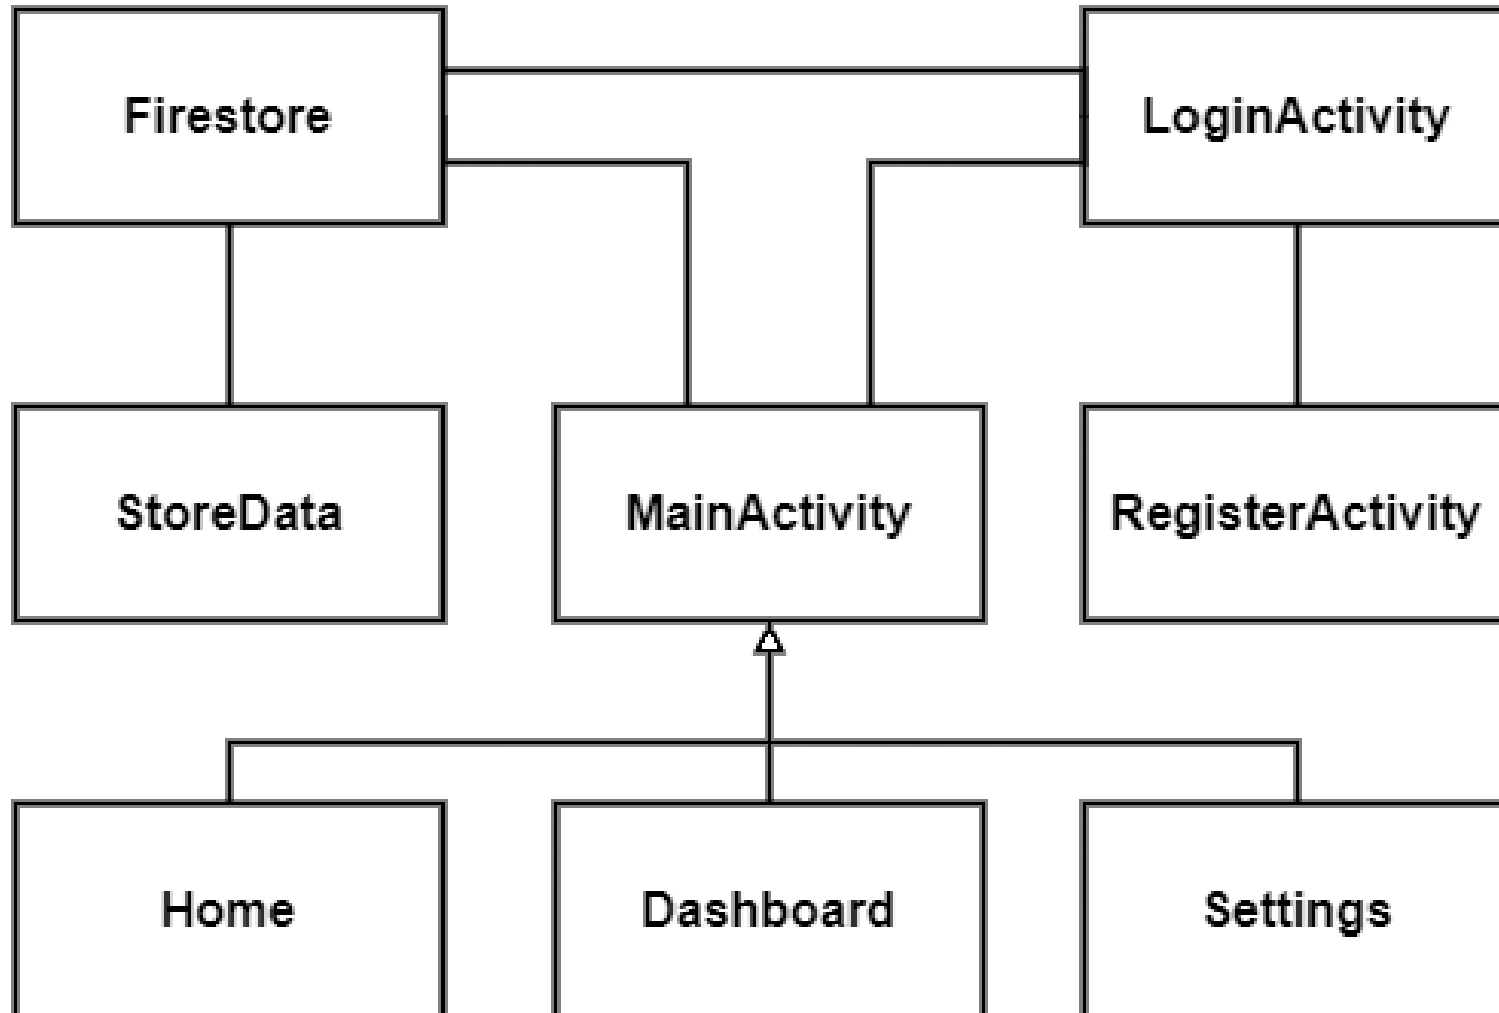 Firestore
LoginActivity
StoreData
MainActivity
RegisterActivity
Home
Dashboard
Settings